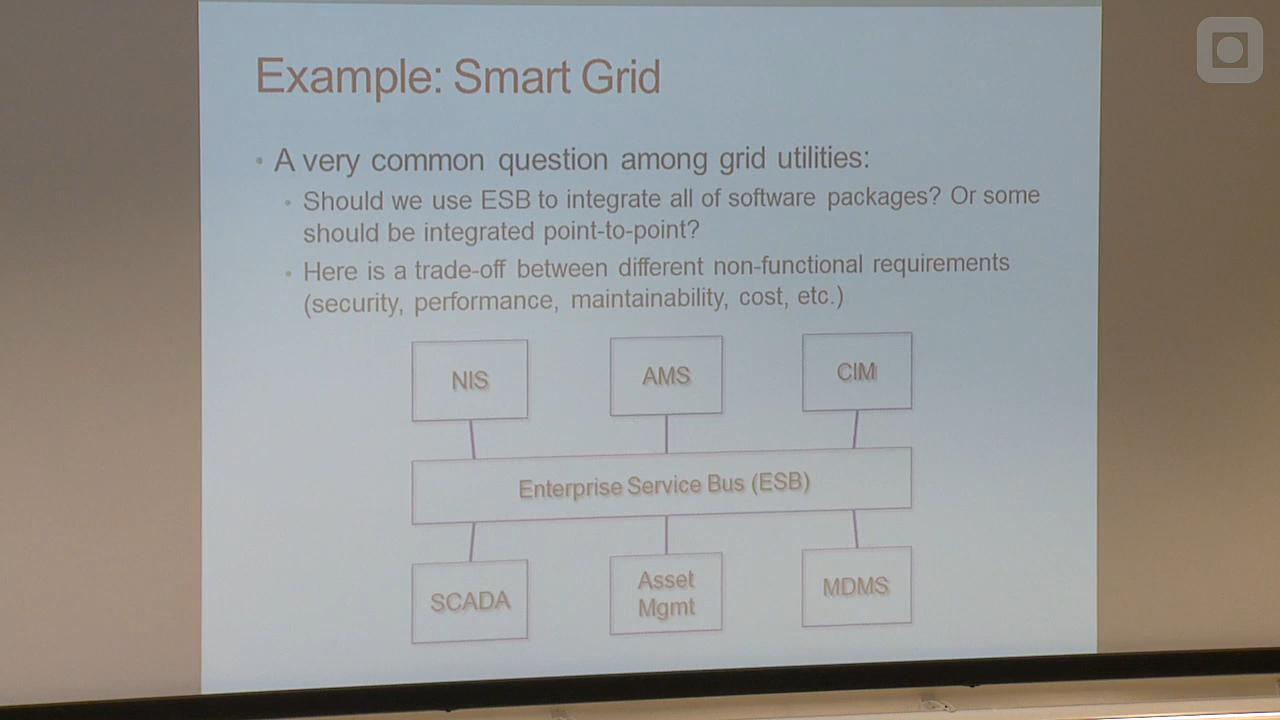 Example: Smart Grid
• A very common question among grid utilities:
• Should we use ESB to integrate all of software packages? Or some
should be integrated point-to-point?
• Here is a trade-off between different non-functional requirements
(security, performance, maintainability, cost, etc.)
NIS
AMS
CIM
Enterprise Service Bus (ESB)
SCADA
Asset
Mgmt
MDMS